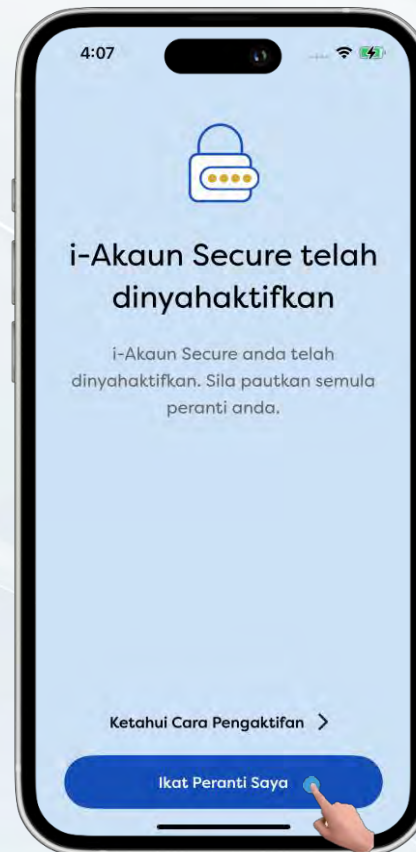 4:07
i-Akaun Secure telah
dinyahaktifkan
i-Akaun Secure anda telah
dinyahaktifkan. Sila pautkan semula
peranti anda.
Ketahui Cara Pengaktifan
Ikat Peranti Saya